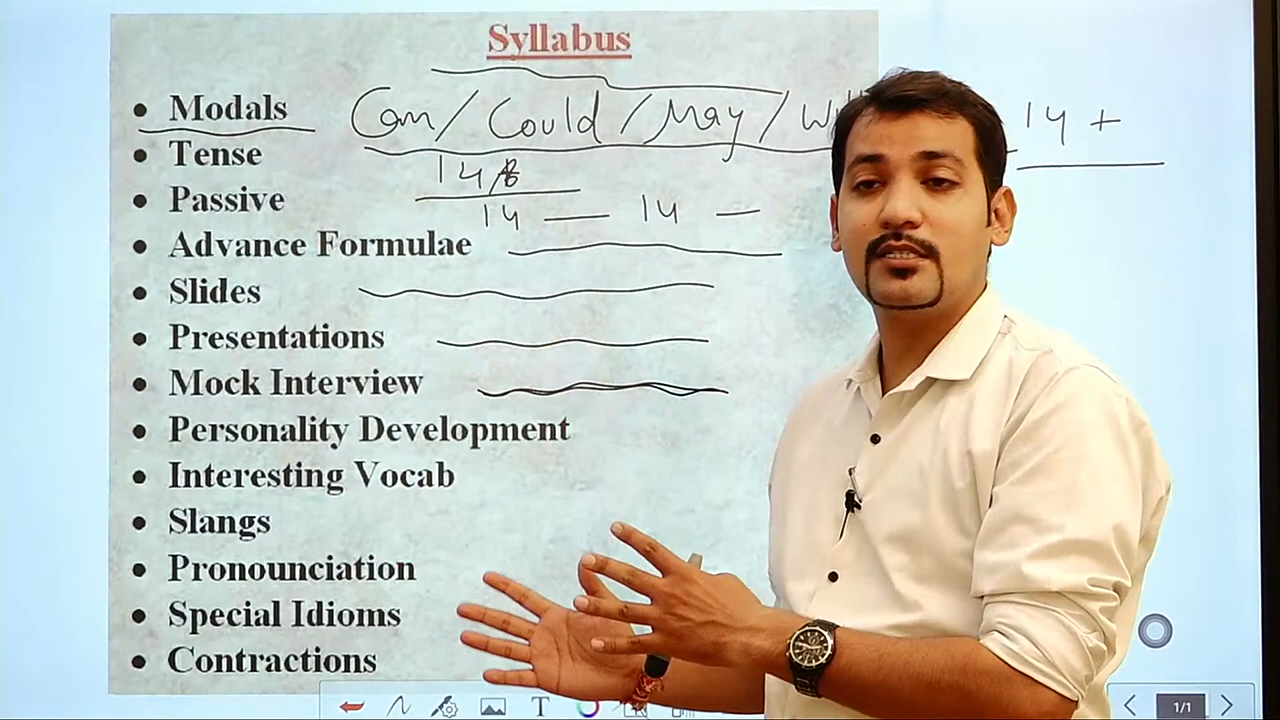 Syllabus
• Modals Can/Could/May/W 14+
• Tense
14
• Passive
14 — 14 —
• Advance Formulae
• Slides
• Presentations
• Mock Interview
• Personality Development
• Interesting Vocab
• Slangs
• Pronounciation
• Special Idioms
• Contractions
T
1/1